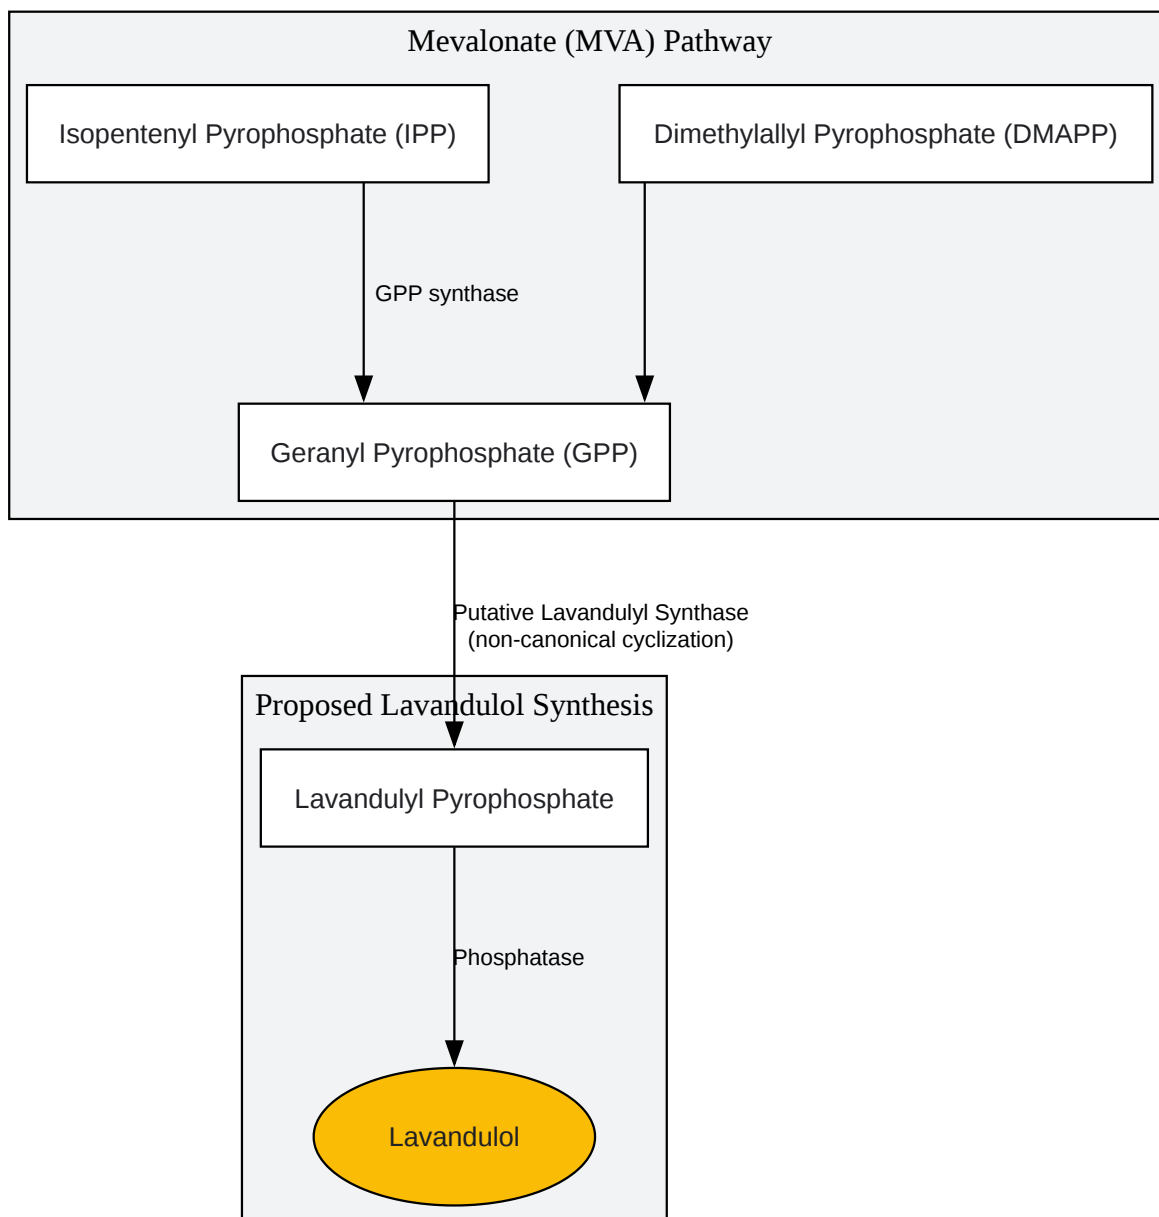 Mevalonate (MVA) Pathway
Isopentenyl Pyrophosphate (IPP)
Dimethylallyl Pyrophosphate (DMAPP)
GPP synthase
Geranyl Pyrophosphate (GPP)
Putative Lavandulyl Synthase
(non-canonical cyclization)
Proposed Lavandulol Synthesis
Lavandulyl Pyrophosphate
Phosphatase
Lavandulol